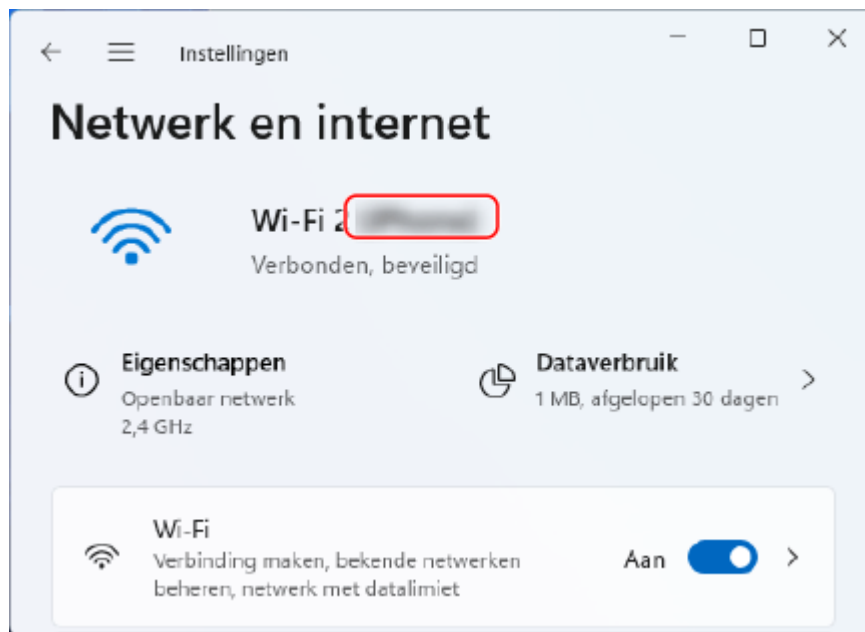 Instellingen
Netwerk en internet
Wi-Fi 2
Verbonden, beveiligd
Eigenschappen
Openbaar netwerk
2,4 GHz
Dataverbruik
1 MB, afgelopen 30 dagen
Wi-Fi
Verbinding maken, bekende netwerken
beheren, netwerk met datalimiet
Aan